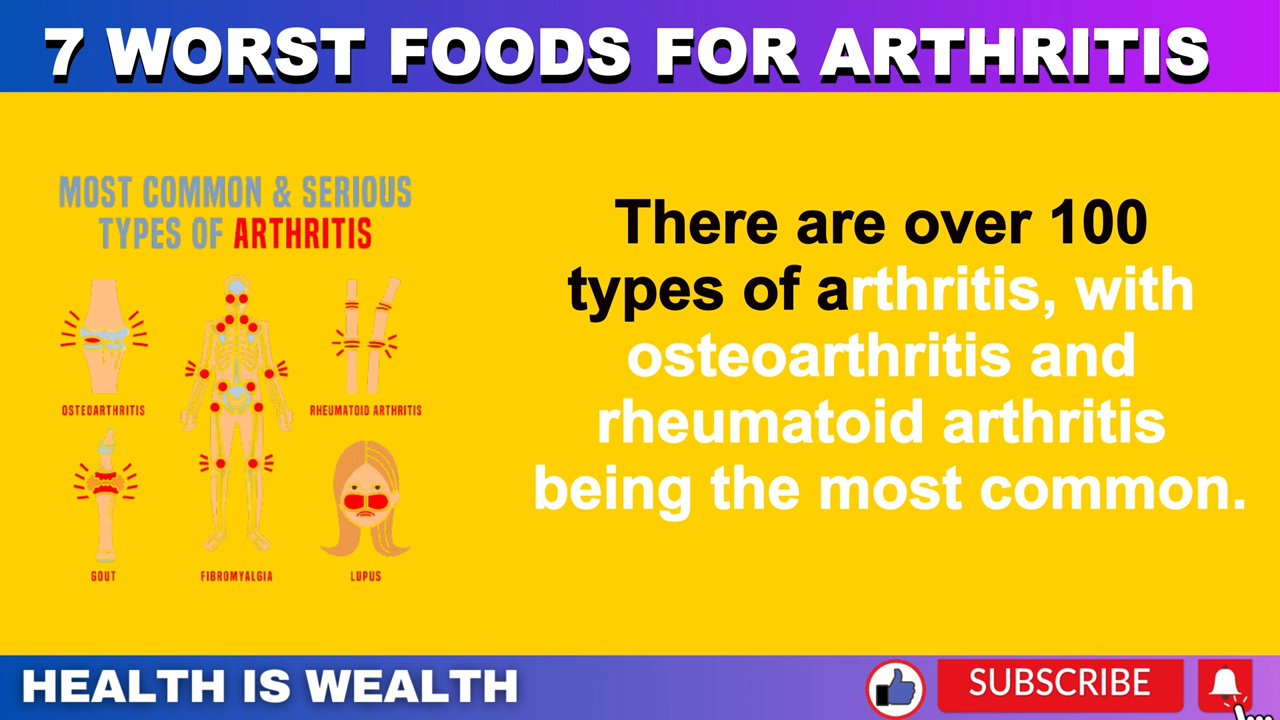 7 WORST FOODS FOR ARTHRITIS
MOST COMMON & SERIOUS
TYPES OF ARTHRITIS
OSTEOARTHRITIS
RHEUMATOID ARTHRITIS
GOUT
FIBROMYALGIA
LUPUS
There are over 100
types of arthritis, with
osteoarthritis and
rheumatoid arthritis
being the most common.
HEALTH IS WEALTH
SUBSCRIBE